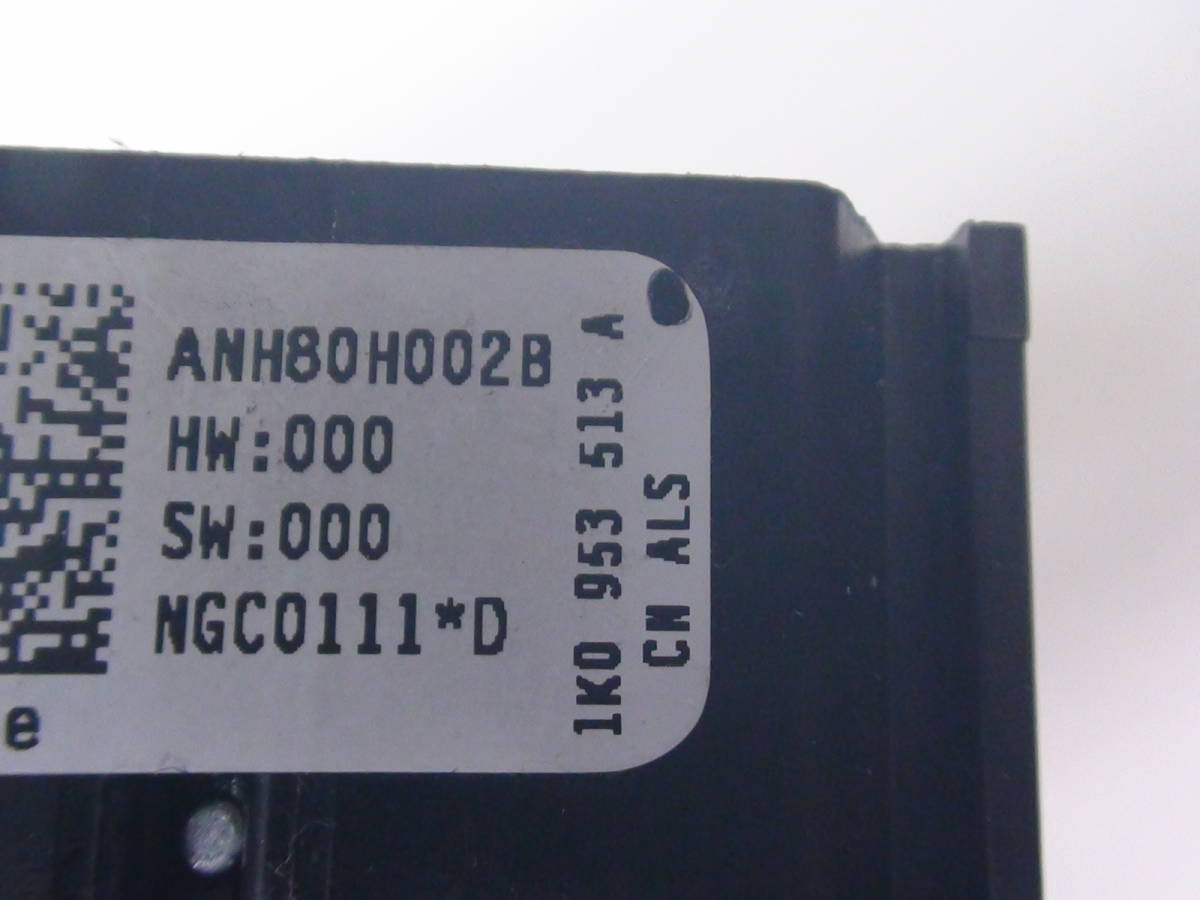 ANH80H002B
HW:000
SW:000
NGC0111*D
e
1K0 953 513 A
CN ALS